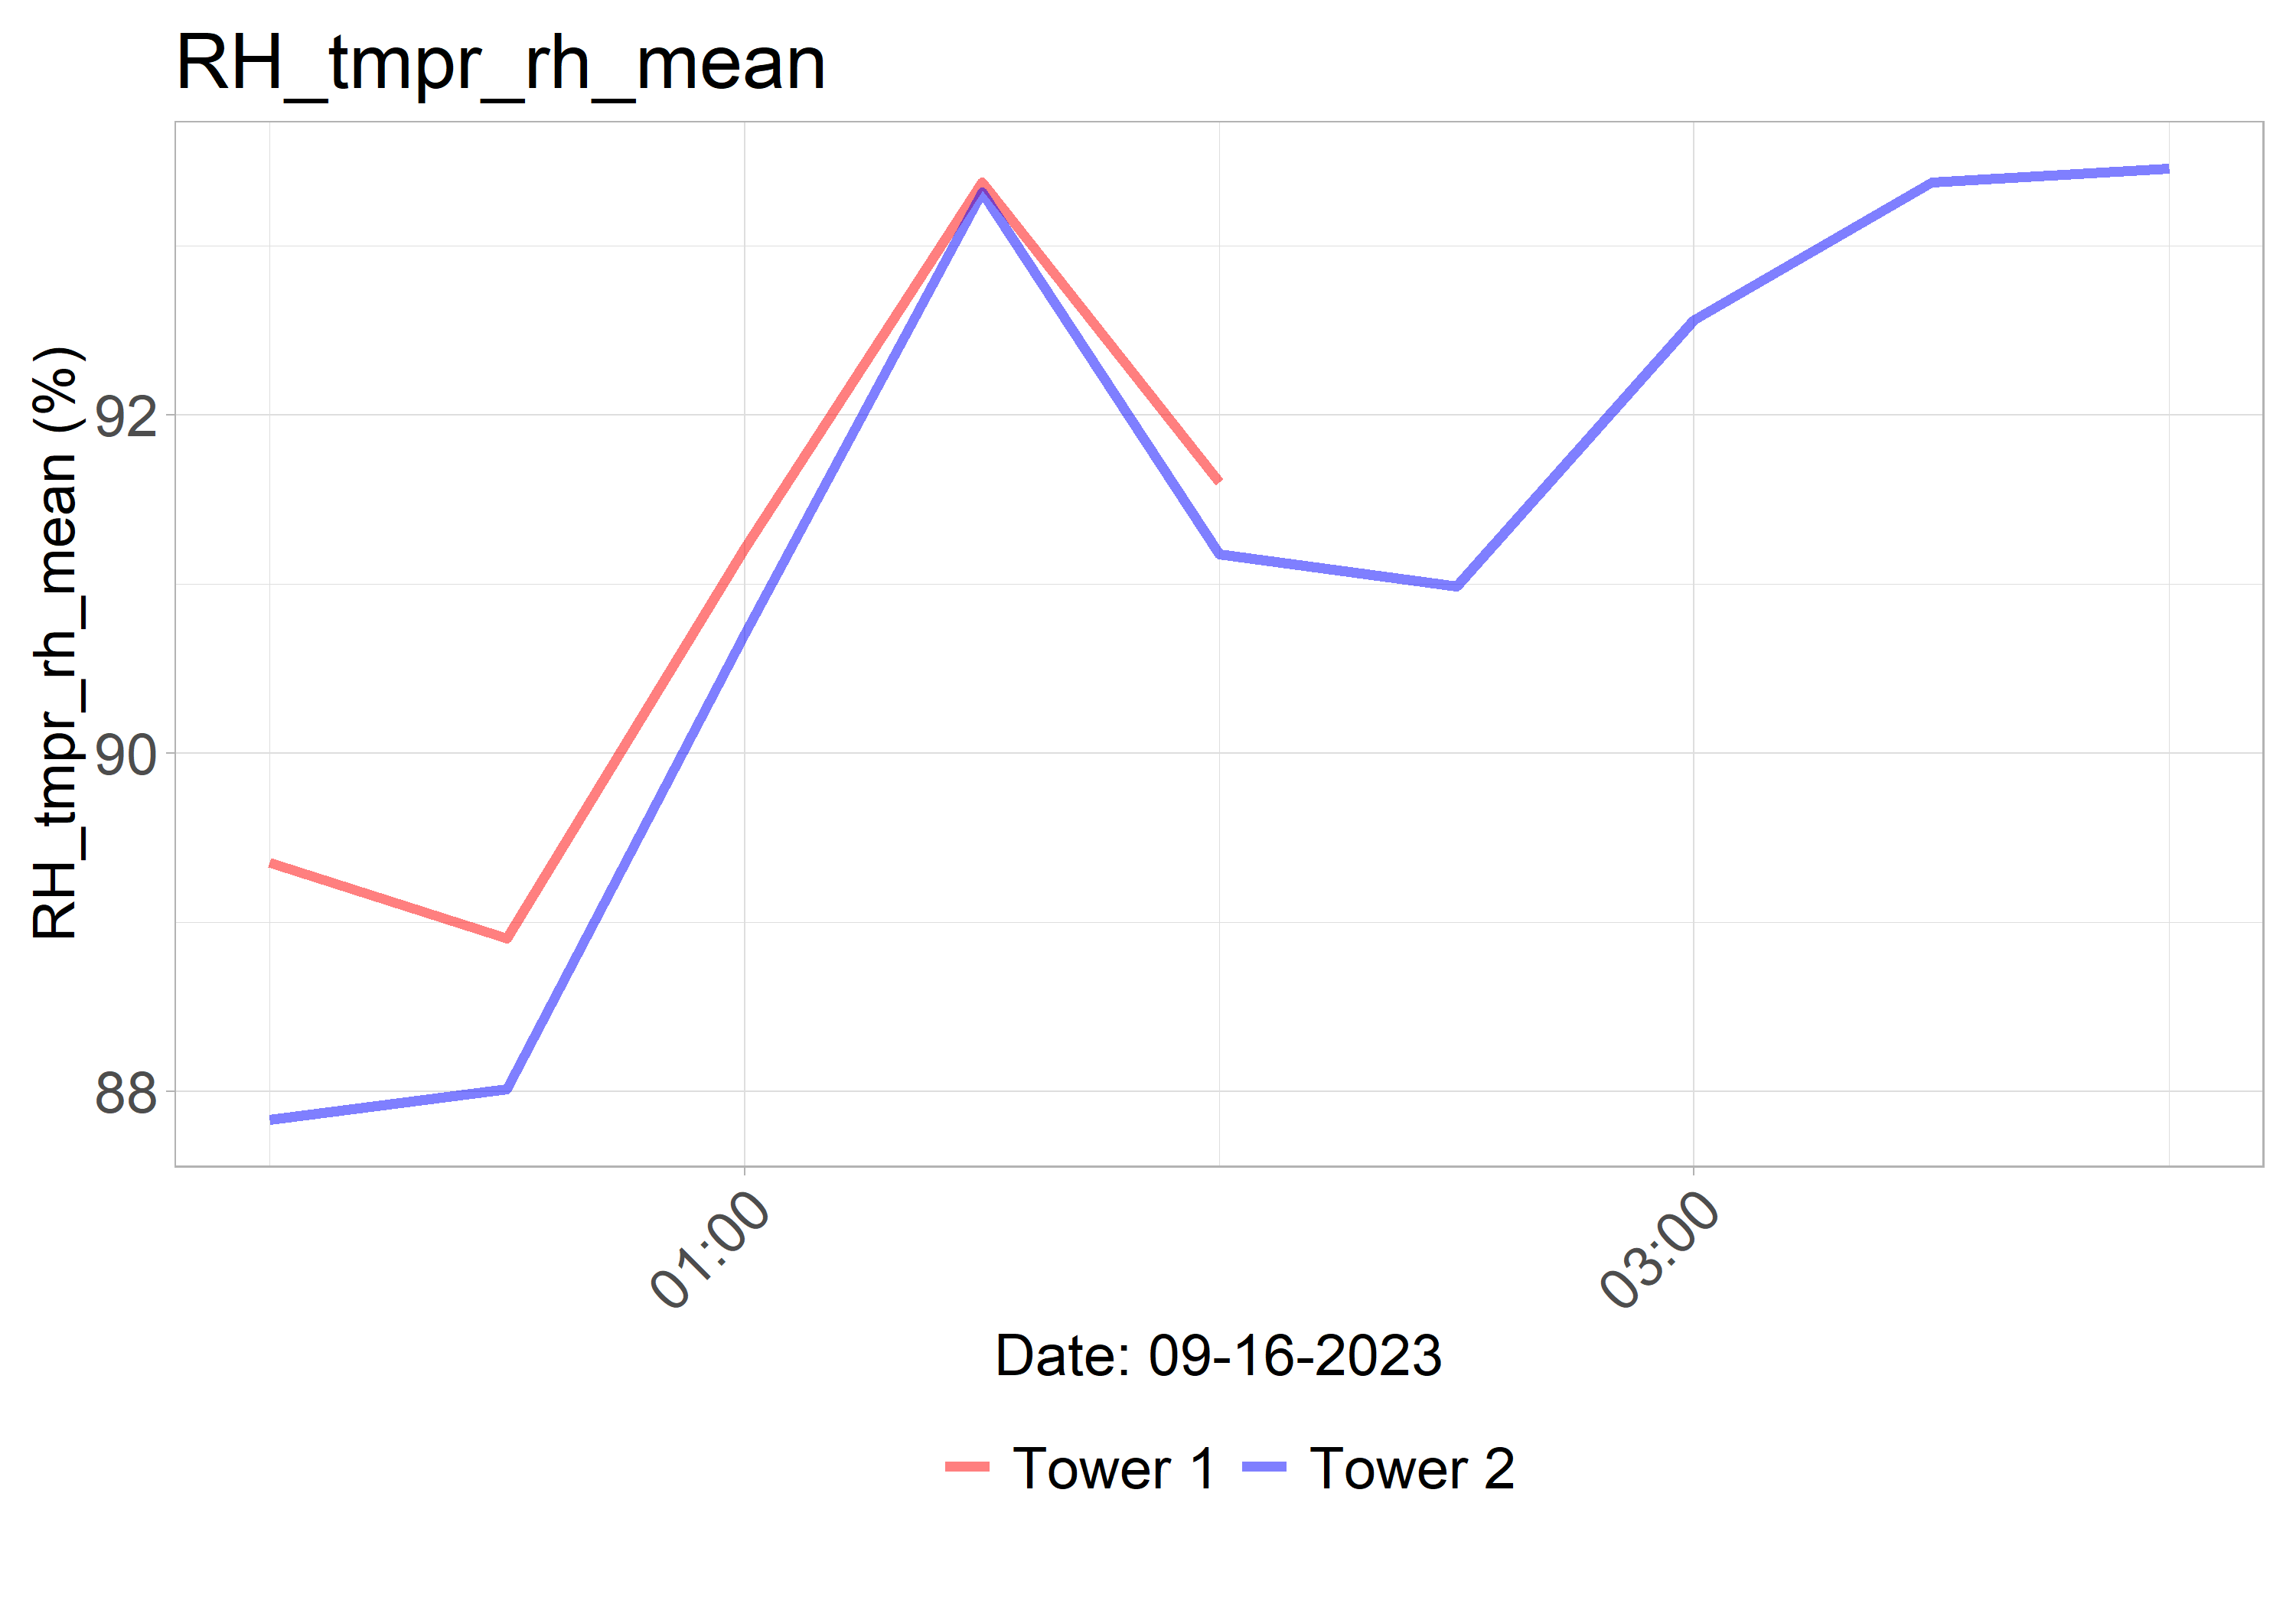 RH_tmpr_rh_mean
RH_tmpr_rh_mean (%)
92
90
88
01:00
03:00
Date: 09-16-2023
Tower 1
Tower 2